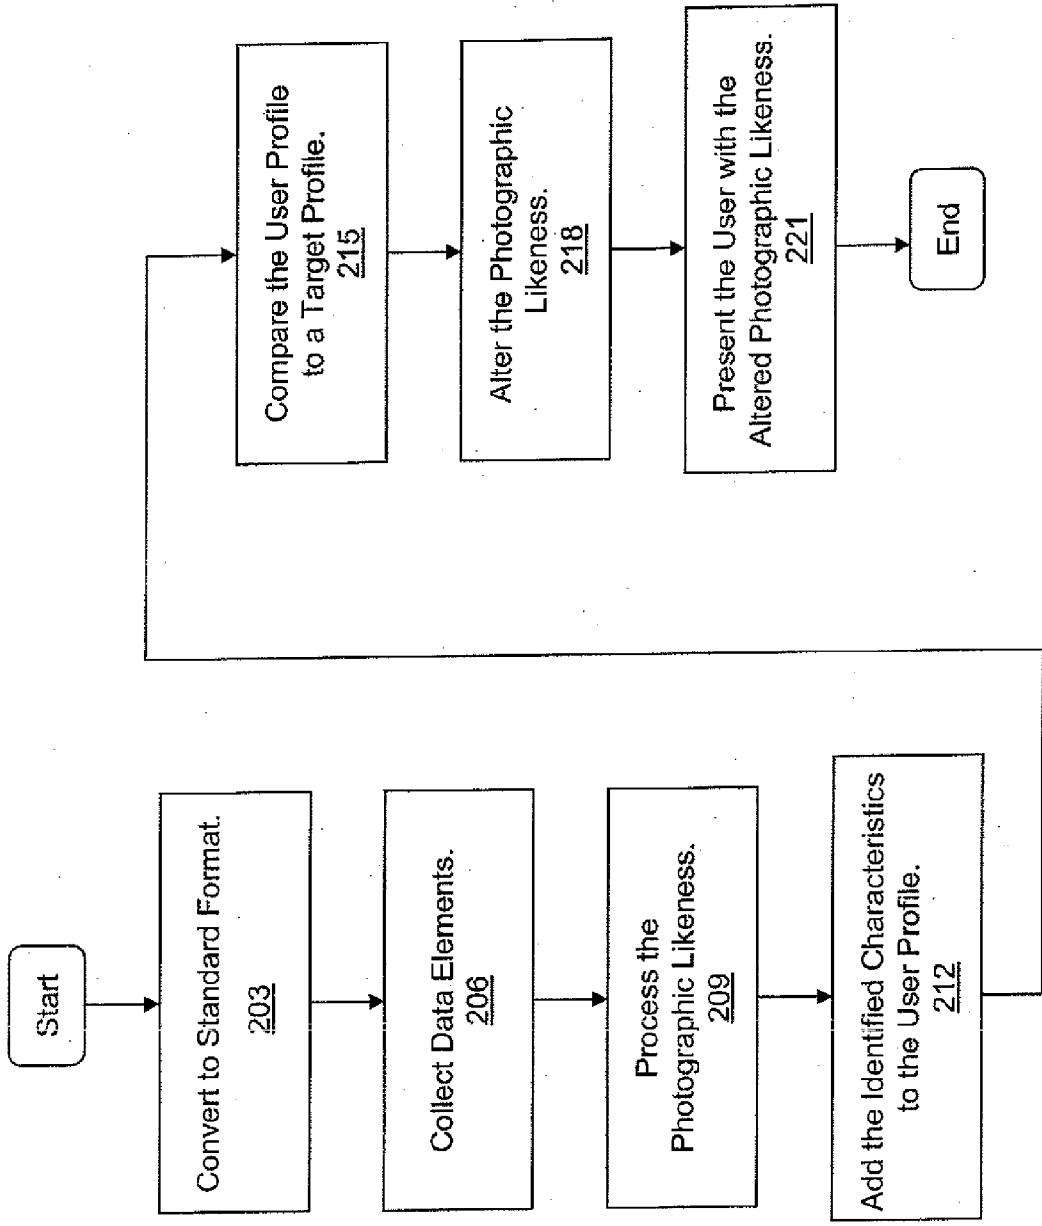 Start
Convert to Standard Format.
203
Collect Data Elements.
206
Process the
Photographic Likeness.
209
Add the Identified Characteristics
to the User Profile.
212
Compare the User Profile
to a Target Profile.
215
Alter the Photographic
Likeness.
218
Present the User with the
Altered Photographic Likeness.
221
End